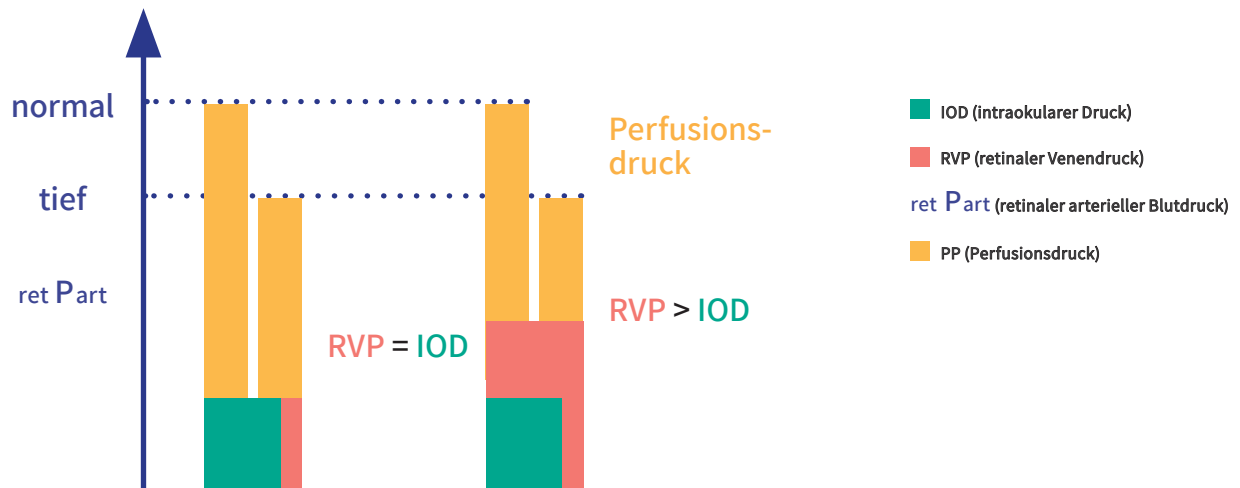 normal
tief
ret Part
RVP = IOD
Perfusions-
druck
RVP > IOD
IOD (intraokularer Druck)
RVP (retinaler Venendruck)
ret Part (retinaler arterieller Blutdruck)
PP (Perfusionsdruck)